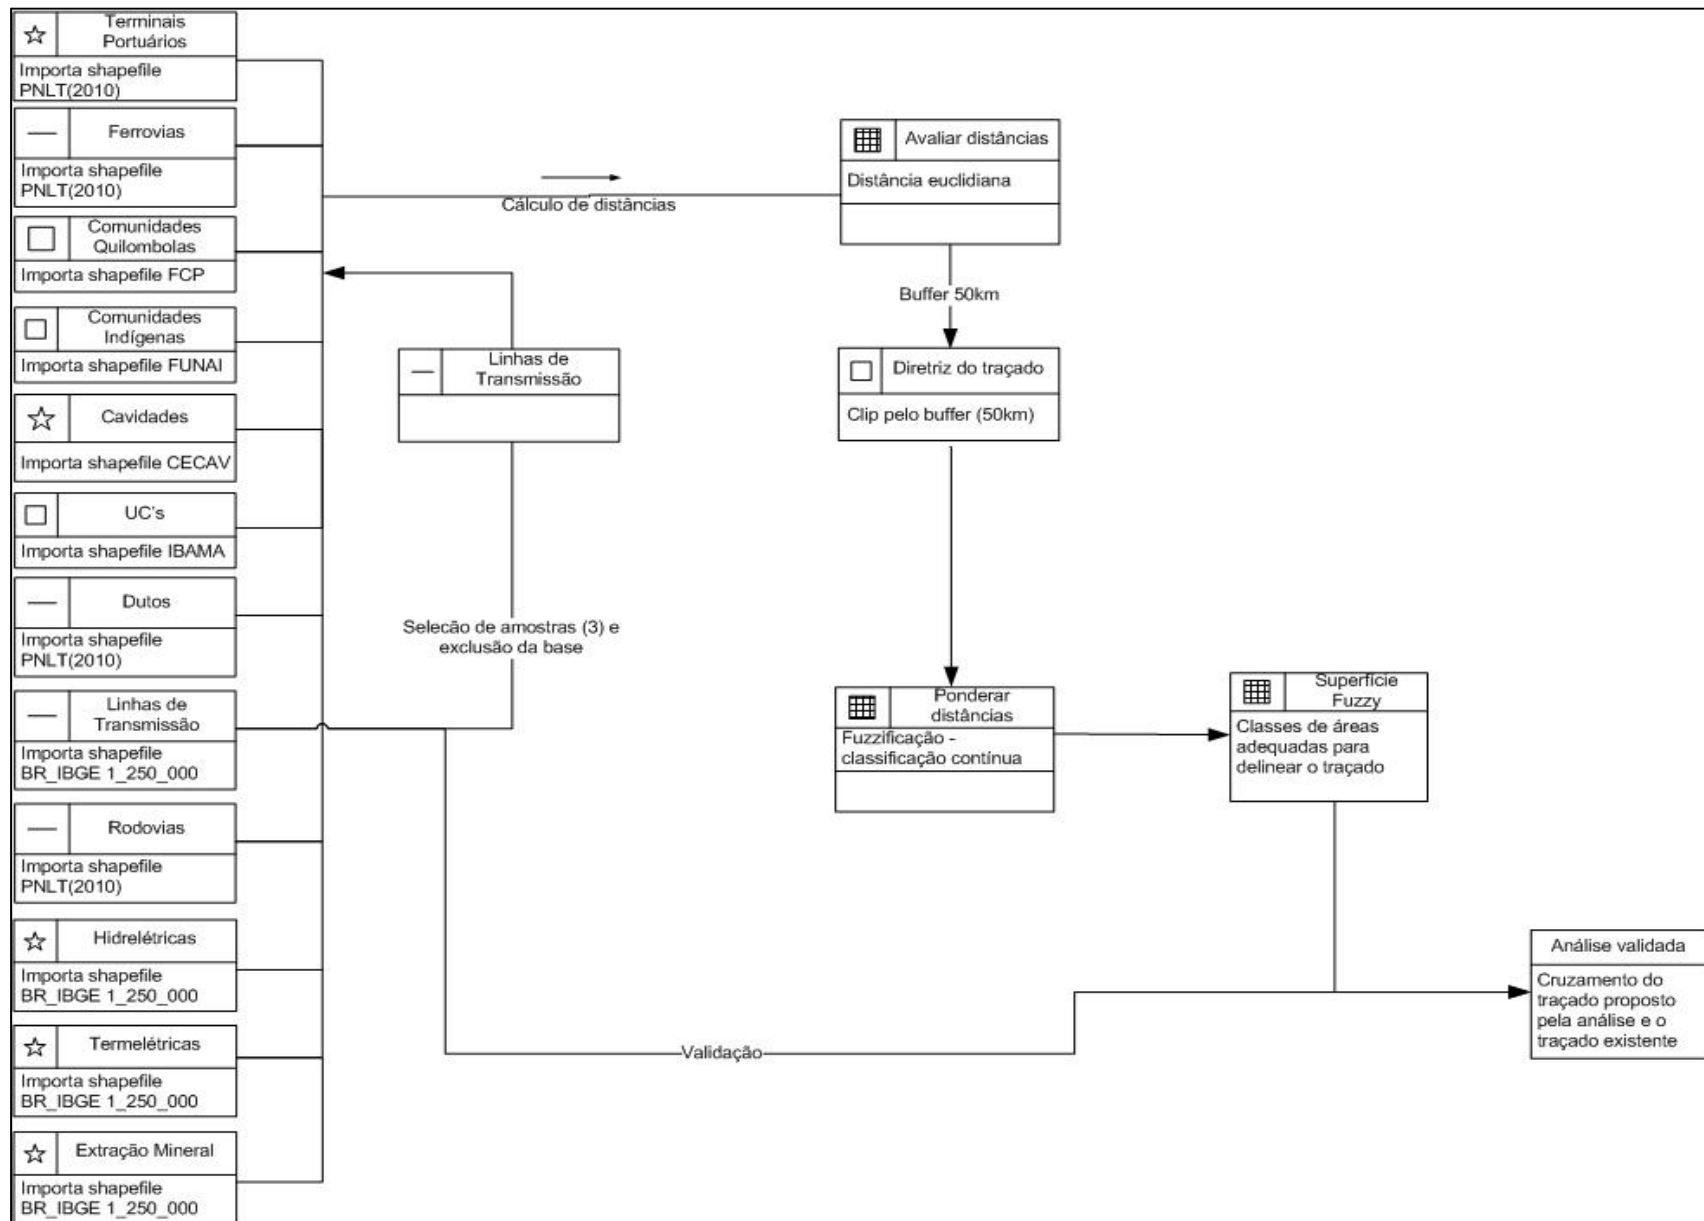 Terminais
Portuários
Importa shapefile
PNLT(2010)
Ferrovias
Importa shapefile
PNLT(2010)
Comunidades
Quilombolas
Importa shapefile FCP
Comunidades
Indígenas
Importa shapefile FUNAI
Cavidades
Importa shapefile CECAV
UC's
Importa shapefile IBAMA
Dutos
Importa shapefile
PNLT(2010)
Linhas de
Transmissão
Importa shapefile
BR_IBGE 1_250_000
Rodovias
Importa shapefile
PNLT(2010)
Hidrelétricas
Importa shapefile
BR_IBGE 1_250_000
Termelétricas
Importa shapefile
BR_IBGE 1_250_000
Extração Mineral
Importa shapefile
BR_IBGE 1_250_000
Linhas de
Transmissão
Selecão de amostras (3) e
exclusão da base
Cálculo de distâncias
Avaliar distâncias
Distância euclidiana
Buffer 50km
Diretriz do traçado
Clip pelo buffer (50km)
Ponderar
distâncias
Fuzzificação -
classificação contínua
Superfície
Fuzzy
Classes de áreas
adequadas para
delinear o traçado
Validação
Análise validada
Cruzamento do
traçado proposto
pela análise e o
traçado existente